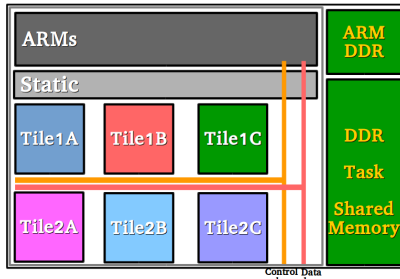 ARMs
ARM
DDR
Static
Tile1A Tile1B Tile1C
DDR
Task
Shared
Memory
Tile2A Tile2B Tile2C
Control Data